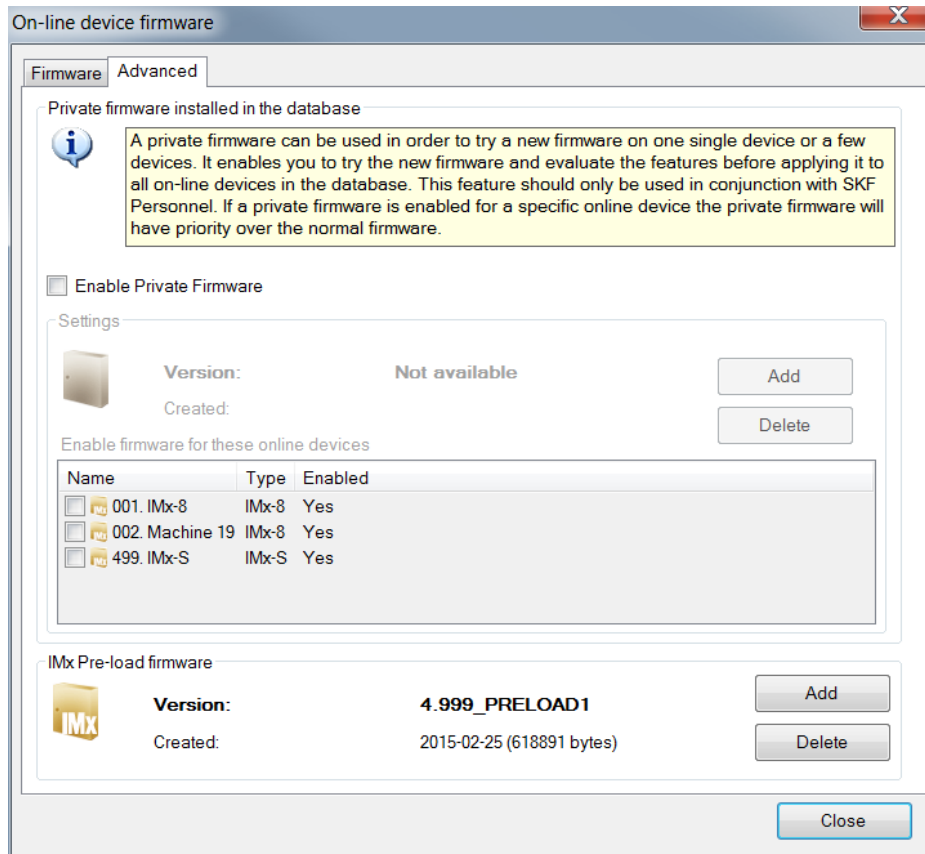 On-line device firmware
Firmware
Advanced
Private firmware installed in the database
A private firmware can be used in order to try a new firmware on one single device or a few
devices. It enables you to try the new firmware and evaluate the features before applying it to
all on-line devices in the database. This feature should only be used in conjunction with SKF
Personnel. If a private firmware is enabled for a specific online device the private firmware will
have priority over the normal firmware.
Enable Private Firmware
Settings
Version: Not available
Add
Created:
Delete
Enable firmware for these online devices
Name Type Enabled
001. IMx-8 IMx-8 Yes
002. Machine 19 IMx-8 Yes
499. IMx-S IMx-S Yes
IMx Pre-load firmware
IMx
Version: 4.999_PRELOAD1
Add
Created: 2015-02-25 (618891 bytes)
Delete
Close